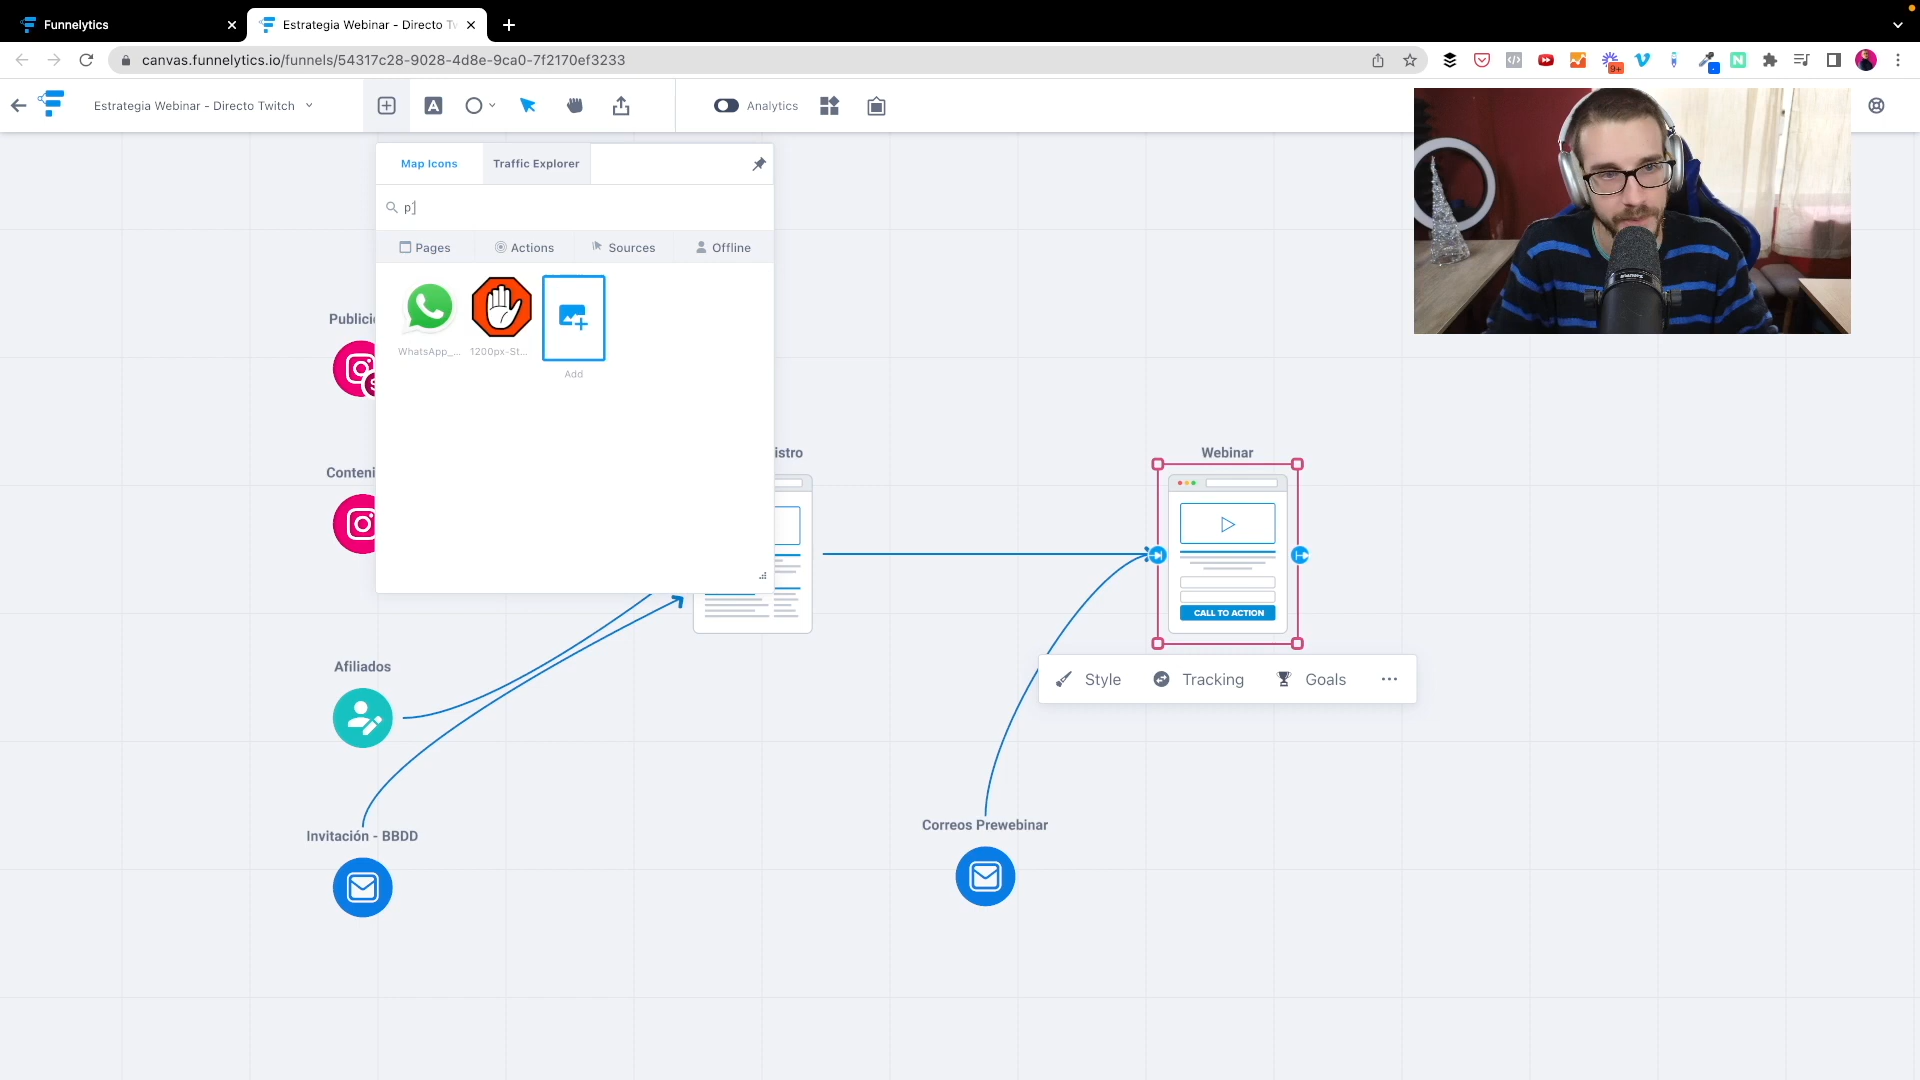 Funnelytics
Estrategia Webinar - Directo Tw
canvas.funnelytics.io/funnels/54317c28-9028-4d8e-9ca0-7f2170ef3233
9+
Estrategia Webinar - Directo Twitch
Analytics
Map Icons
Traffic Explorer
Pages
Actions
Sources
Offline
WhatsApp_...
1200px-St...
Add
Publici
Conteni
istro
Webinar
CALL TO ACTION
Style
Tracking
Goals
Afiliados
Invitación - BBDD
Correos Prewebinar